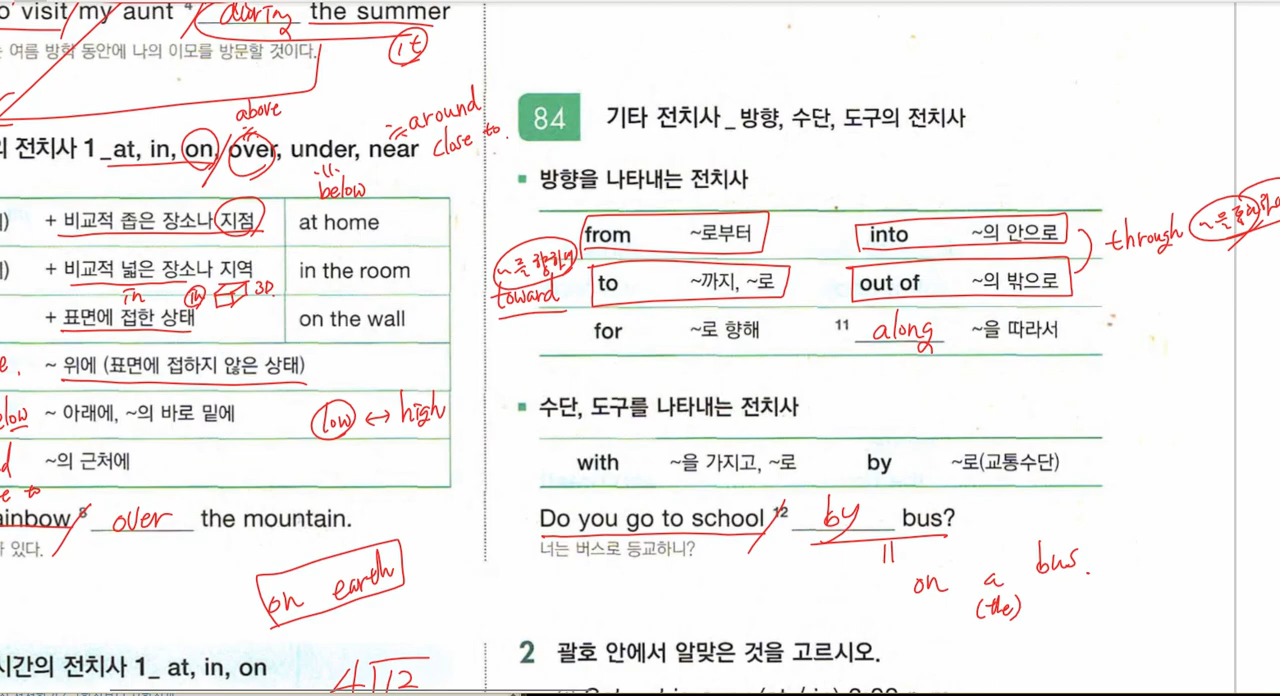 visit my aunt 4 during the summer
여름 방학 동안에 나의 이모를 방문할 것이다.
it
above
around
close to.
전치사 1_at, in, on, over, under, near
below
+ 비교적 좁은 장소나 지점 at home
+ 비교적 넓은 장소나 지역 in the room
in
in
3D
+ 표면에 접한 상태 on the wall
~ 위에 (표면에 접하지 않은 상태)
~ 아래에, ~의 바로 밑에
low ↔ high
~의 근처에
8 over the mountain.
있다.
on earth
시간의 전치사 1_ at, in, on
4 12
84 기타 전치사_방향, 수단, 도구의 전치사
방향을 나타내는 전치사
from ~로부터 into ~의 안으로
through
~를 향하여
toward
to ~까지, ~로 out of ~의 밖으로
for ~로 향해 11 along ~을 따라서
수단, 도구를 나타내는 전치사
with ~을 가지고, ~로 by ~로(교통수단)
Do you go to school 12 by bus?
너는 버스로 등교하니?
on a bus.
(the)
2 괄호 안에서 알맞은 것을 고르시오.